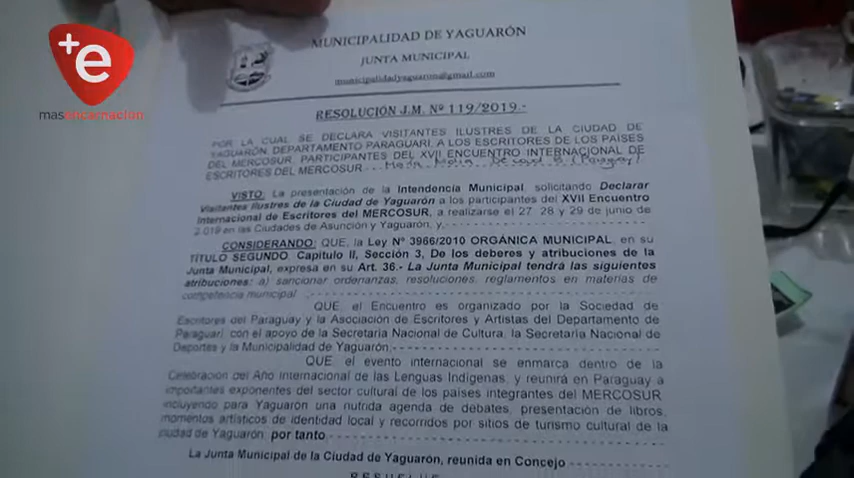 +e
masencarnación
MUNICIPALIDAD DE YAGUARÓN
JUNTA MUNICIPAL
municipalidadyaguaron@gmail.com
RESOLUCIÓN J.M. Nº 119/2019.-
POR LA CUAL SE DECLARA VISITANTES ILUSTRES DE LA CIUDAD DE
YAGUARÓN, DEPARTAMENTO PARAGUARI, A LOS ESCRITORES DE LOS PAÍSES
DEL MERCOSUR, PARTICIPANTES DEL XVII ENCUENTRO INTERNACIONAL DE
ESCRITORES DEL MERCOSUR (Paraguay)
VISTO: La presentación de la Intendencia Municipal solicitando Declarar
Visitantes Ilustres de la Ciudad de Yaguarón a los participantes del XVII Encuentro
Internacional de Escritores del MERCOSUR, a realizarse el 27 28 y 29 de junio de
2.019 en las Ciudades de Asunción y Yaguarón, y,
CONSIDERANDO: QUE, la Ley Nº 3966/2010 ORGÁNICA MUNICIPAL, en su
TÍTULO SEGUNDO, Capítulo II, Sección 3, De los deberes y atribuciones de la
Junta Municipal, expresa en su Art. 36.- La Junta Municipal tendrá las siguientes
atribuciones: a) sancionar ordenanzas, resoluciones, reglamentos en materias de
competencia municipal
QUE, el Encuentro es organizado por la Sociedad de
Escritores del Paraguay y la Asociación de Escritores y Artistas del Departamento de
Paraguarí, con el apoyo de la Secretaría Nacional de Cultura, la Secretaría Nacional de
Deportes y la Municipalidad de Yaguarón,
QUE, el evento internacional se enmarca dentro de la
Celebración del Año Internacional de las Lenguas Indígenas, y reunirá en Paraguay a
importantes exponentes del sector cultural de los países integrantes del MERCOSUR
incluyendo para Yaguarón una nutrida agenda de debates, presentación de libros,
momentos artísticos de identidad local y recorridos por sitios de turismo cultural de la
ciudad de Yaguarón, por tanto
La Junta Municipal de la Ciudad de Yaguarón, reunida en Concejo
RESUELVE